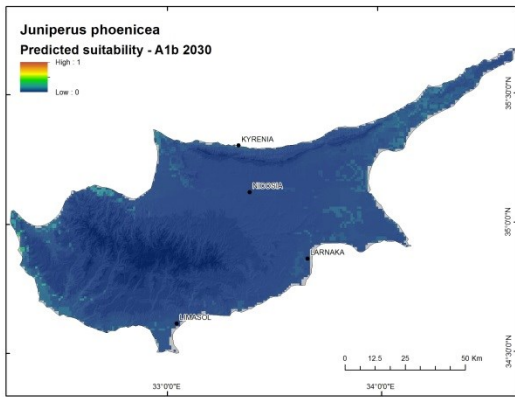 Juniperus phoenicea
Predicted suitability - A1b 2030
High : 1
Low : 0
KYRENIA
NICOSIA
LARNAKA
LIMASOL
35°30'0"N
35°0'0"N
34°30'0"N
0 12.5 25 50 Km
33°0'0"E
34°0'0"E